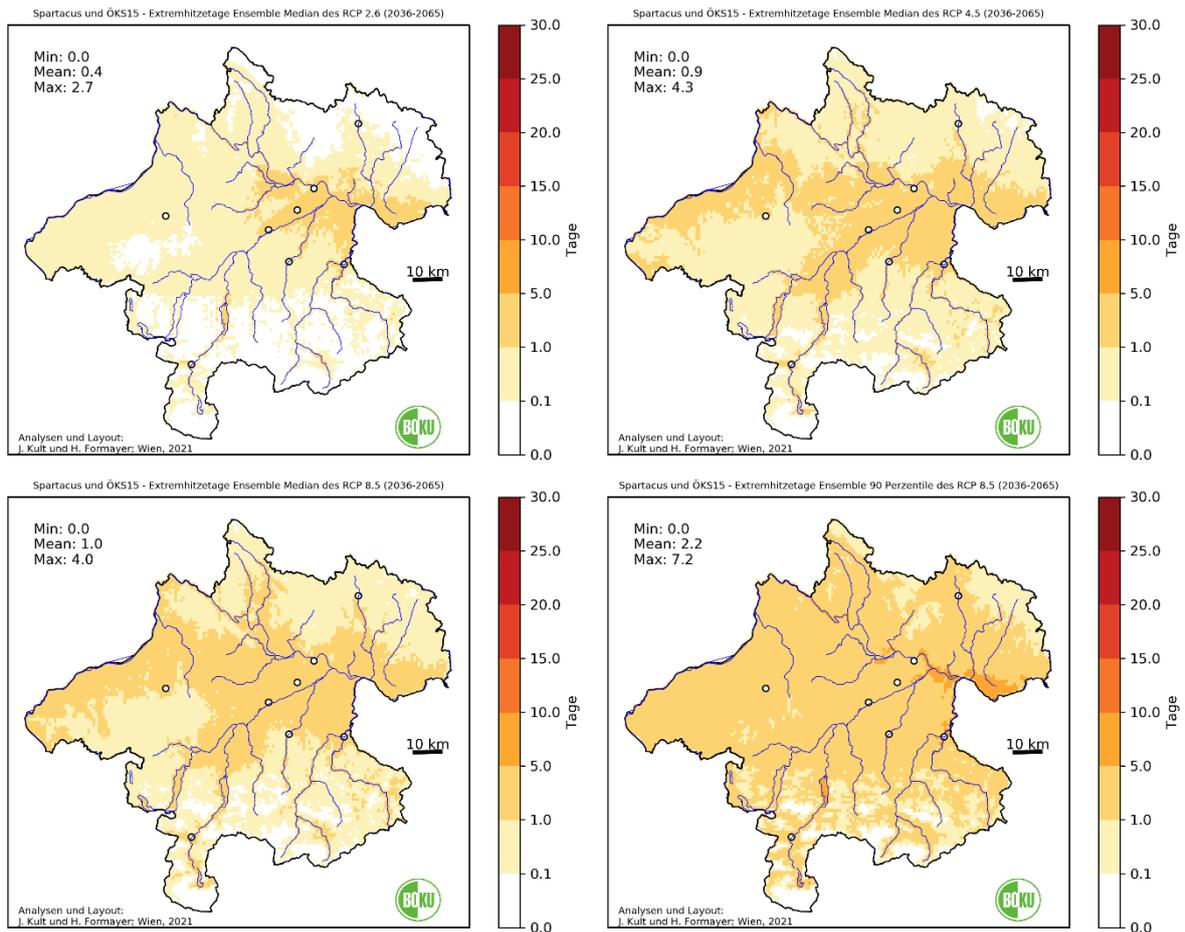 Spartacus und ÖKS15 - Extremhitzetage Ensemble Median des RCP 2.6 (2036-2065)
Min: 0.0
Mean: 0.4
Max: 2.7
10 km
BOKU
Analysen und Layout:
J. Kult und H. Formayer; Wien, 2021
30.0
25.0
20.0
15.0
10.0
5.0
1.0
0.1
0.0
Tage
Spartacus und ÖKS15 - Extremhitzetage Ensemble Median des RCP 4.5 (2036-2065)
Min: 0.0
Mean: 0.9
Max: 4.3
10 km
BOKU
Analysen und Layout:
J. Kult und H. Formayer; Wien, 2021
30.0
25.0
20.0
15.0
10.0
5.0
1.0
0.1
0.0
Tage
Spartacus und ÖKS15 - Extremhitzetage Ensemble Median des RCP 8.5 (2036-2065)
Min: 0.0
Mean: 1.0
Max: 4.0
10 km
BOKU
Analysen und Layout:
J. Kult und H. Formayer; Wien, 2021
30.0
25.0
20.0
15.0
10.0
5.0
1.0
0.1
0.0
Tage
Spartacus und ÖKS15 - Extremhitzetage Ensemble 90 Perzentile des RCP 8.5 (2036-2065)
Min: 0.0
Mean: 2.2
Max: 7.2
10 km
BOKU
Analysen und Layout:
J. Kult und H. Formayer; Wien, 2021
30.0
25.0
20.0
15.0
10.0
5.0
1.0
0.1
0.0
Tage